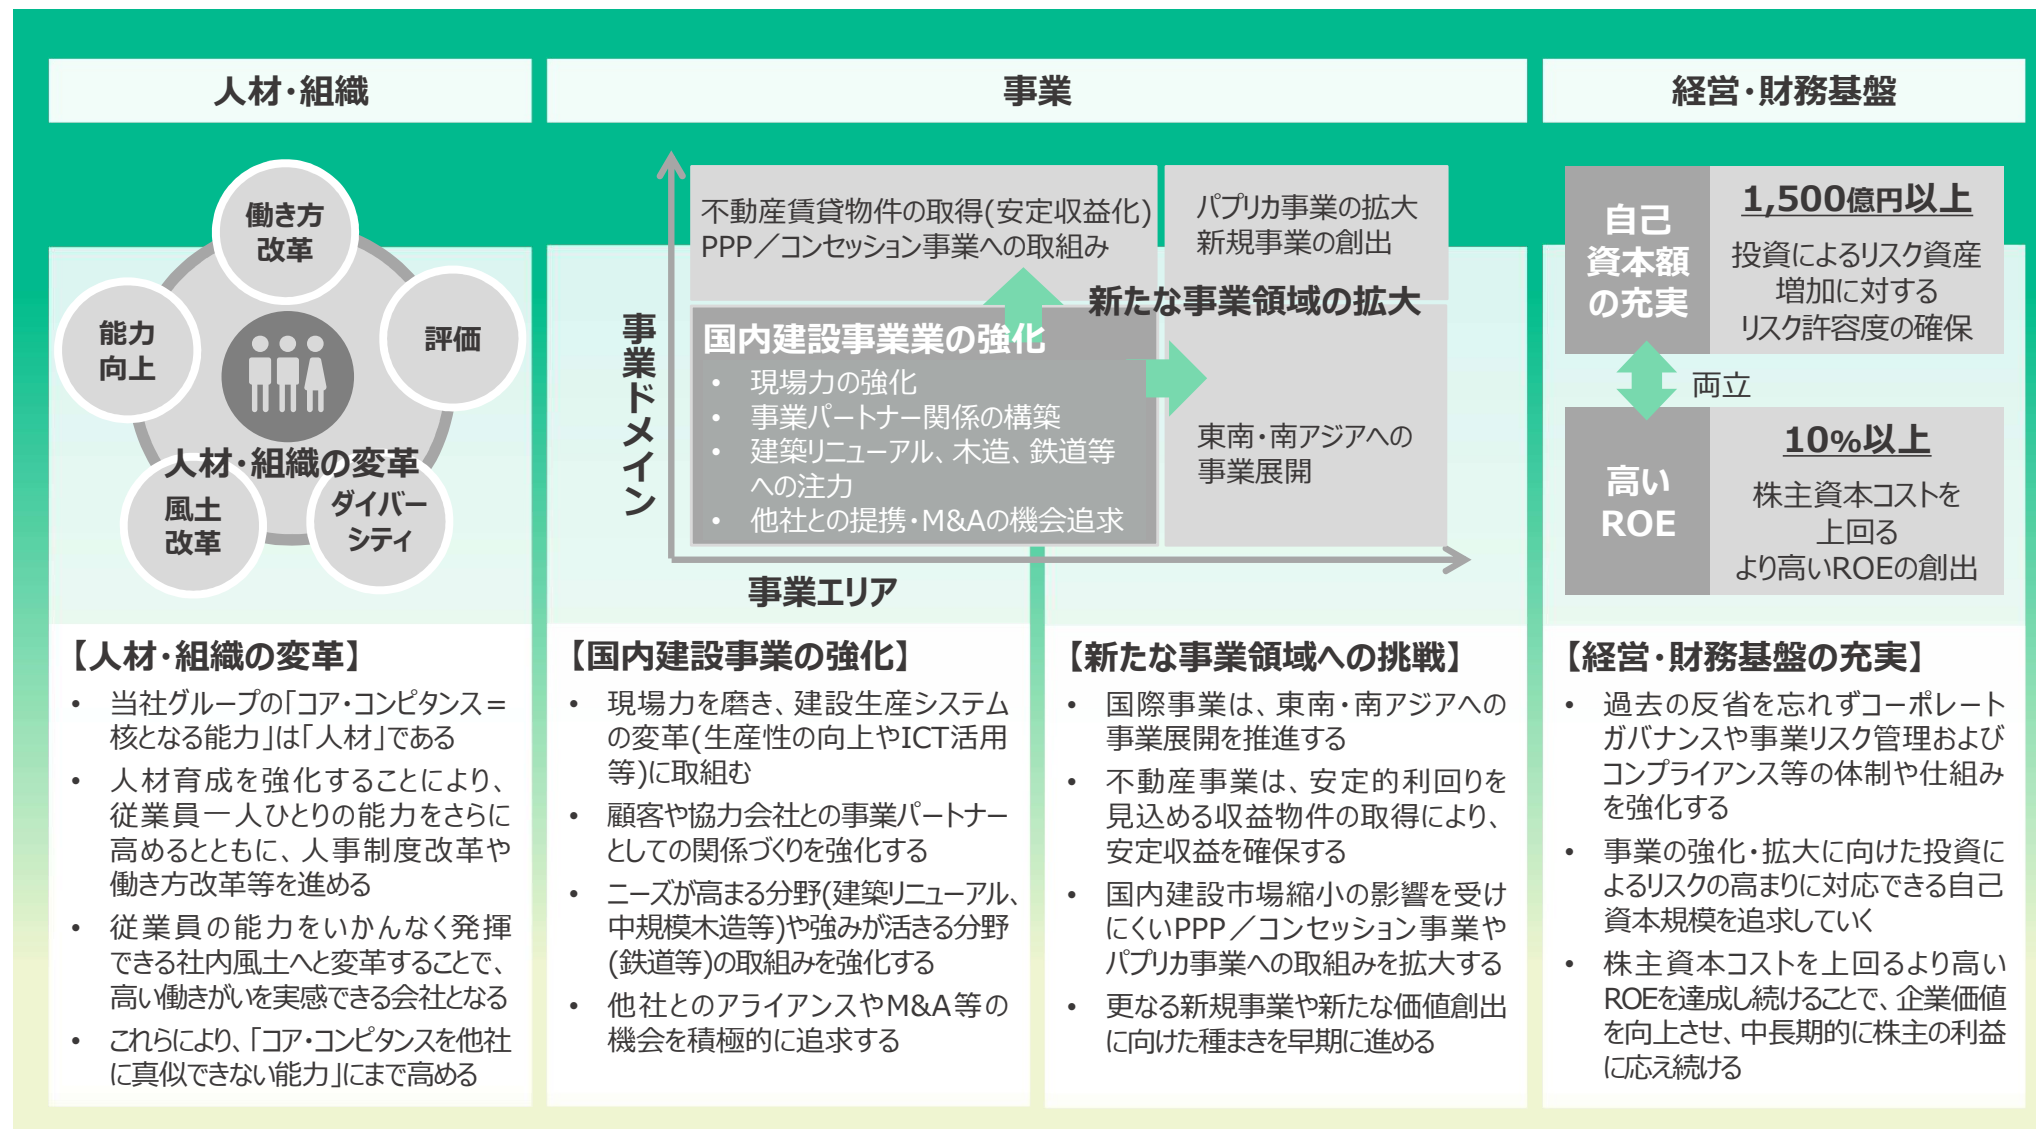 人材・組織
働き方
改革
能力
向上
評価
人材・組織の変革
風土
改革
ダイバー
シティ
事業
事業ドメイン
不動産賃貸物件の取得(安定収益化)
PPP／コンセッション事業への取組み
パプリカ事業の拡大
新規事業の創出
新たな事業領域の拡大
国内建設事業業の強化
• 現場力の強化
• 事業パートナー関係の構築
• 建築リニューアル、木造、鉄道等
への注力
• 他社との提携・M&Aの機会追求
東南・南アジアへの
事業展開
事業エリア
経営・財務基盤
自己
資本額
の充実
1,500億円以上
投資によるリスク資産
増加に対する
リスク許容度の確保
両立
高い
ROE
10%以上
株主資本コストを
上回る
より高いROEの創出
【人材・組織の変革】
• 当社グループの「コア・コンピタンス＝
核となる能力」は「人材」である
• 人材育成を強化することにより、
従業員一人ひとりの能力をさらに
高めるとともに、人事制度改革や
働き方改革等を進める
• 従業員の能力をいかんなく発揮
できる社内風土へと変革することで、
高い働きがいを実感できる会社となる
• これらにより、「コア・コンピタンスを他社
に真似できない能力」にまで高める
【国内建設事業の強化】
• 現場力を磨き、建設生産システム
の変革(生産性の向上やICT活用
等)に取組む
• 顧客や協力会社との事業パートナー
としての関係づくりを強化する
• ニーズが高まる分野(建築リニューアル、
中規模木造等)や強みが活きる分野
(鉄道等)の取組みを強化する
• 他社とのアライアンスやM&A等の
機会を積極的に追求する
【新たな事業領域への挑戦】
• 国際事業は、東南・南アジアへの
事業展開を推進する
• 不動産事業は、安定的利回りを
見込める収益物件の取得により、
安定収益を確保する
• 国内建設市場縮小の影響を受け
にくいPPP／コンセッション事業や
パプリカ事業への取組みを拡大する
• 更なる新規事業や新たな価値創出
に向けた種まきを早期に進める
【経営・財務基盤の充実】
• 過去の反省を忘れずコーポレート
ガバナンスや事業リスク管理および
コンプライアンス等の体制や仕組み
を強化する
• 事業の強化・拡大に向けた投資に
よるリスクの高まりに対応できる自己
資本規模を追求していく
• 株主資本コストを上回るより高い
ROEを達成し続けることで、企業価値
を向上させ、中長期的に株主の利益
に応え続ける